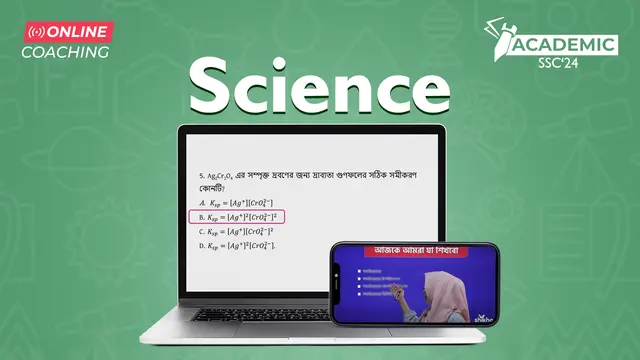 ONLINE
COACHING
ACADEMIC
SSC'24
Science
5. Ag₂Cr₂O₄ এর সম্পৃক্ত দ্রবণের জন্য দ্রাব্যতা গুণফলের সঠিক সমীকরণ
কোনটি?
A. Kₛₚ = [Ag⁺][CrO₄²⁻]
B. Kₛₚ = [Ag⁺]²[CrO₄²⁻]²
C. Kₛₚ = [Ag⁺][CrO₄²⁻]²
D. Kₛₚ = [Ag⁺]²[CrO₄²⁻].
আজকে আমরা যা শিখবো